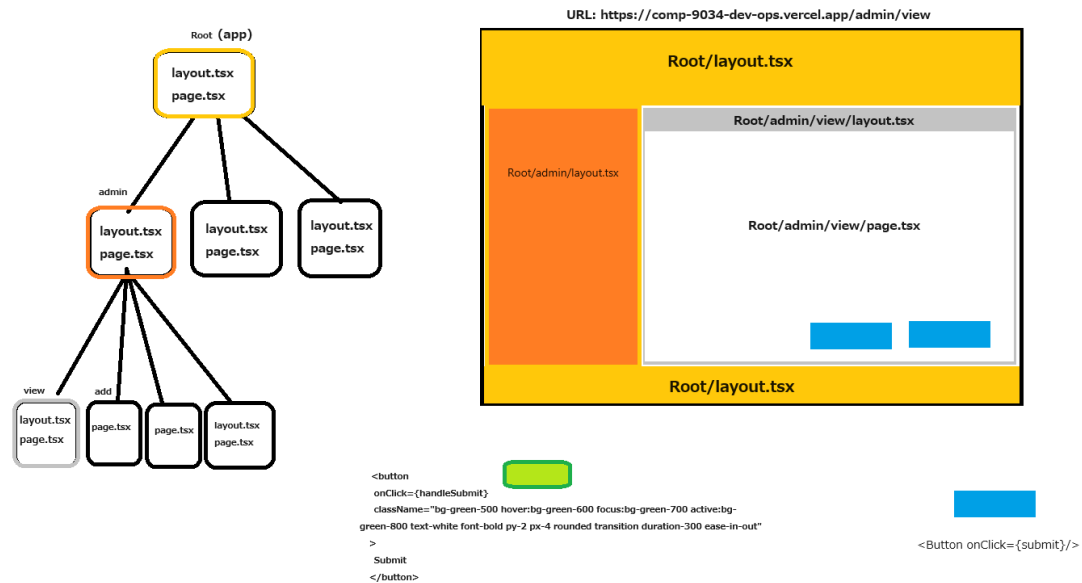 URL: https://comp-9034-dev-ops.vercel.app/admin/view
Root (app)
layout.tsx
page.tsx
admin
layout.tsx
page.tsx
layout.tsx
page.tsx
layout.tsx
page.tsx
view
layout.tsx
page.tsx
add
page.tsx
page.tsx
layout.tsx
page.tsx
Root/layout.tsx
Root/admin/layout.tsx
Root/admin/view/layout.tsx
Root/admin/view/page.tsx
Root/layout.tsx
<button
onClick={handleSubmit}
className="bg-green-500 hover:bg-green-600 focus:bg-green-700 active:bg-
green-800 text-white font-bold py-2 px-4 rounded transition duration-300 ease-in-out"
>
Submit
</button>
<Button onClick={submit}/>